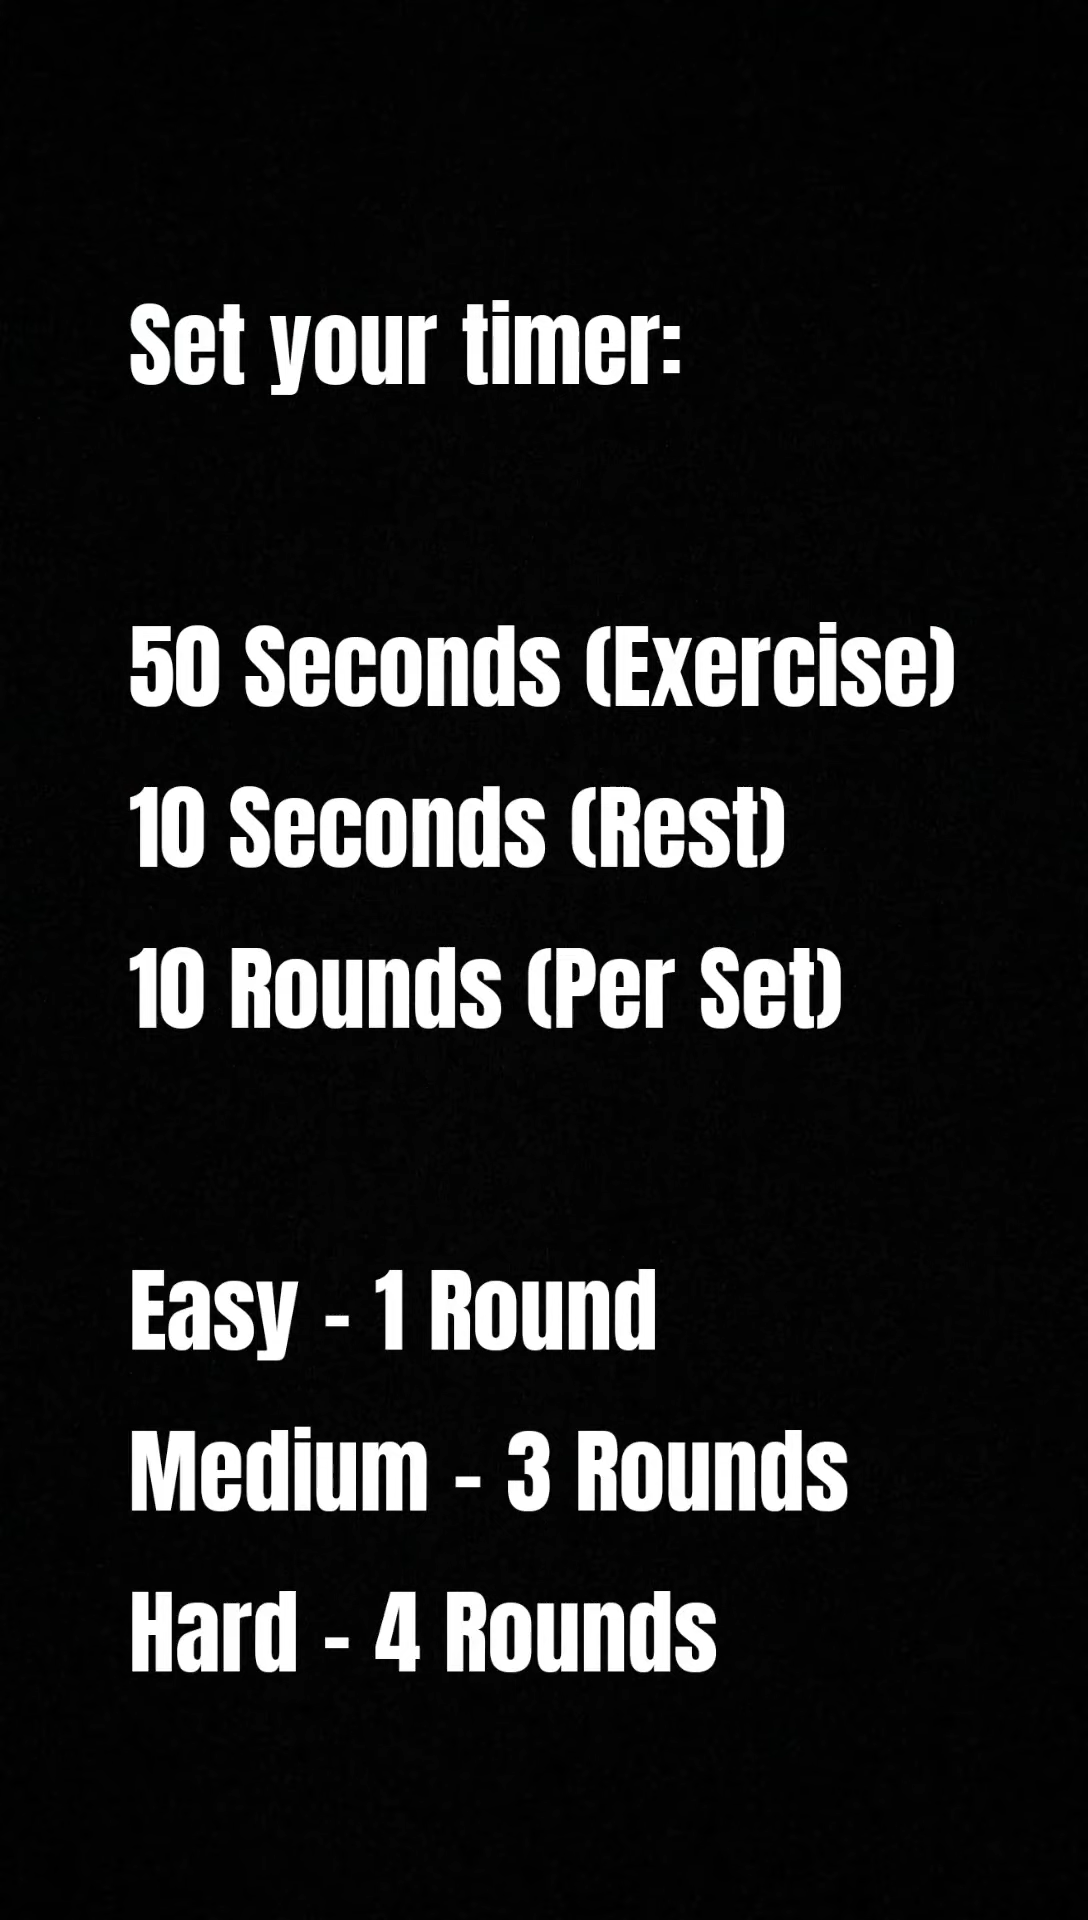 Set your timer:
50 Seconds (Exercise)
10 Seconds (Rest)
10 Rounds (Per Set)
Easy - 1 Round
Medium - 3 Rounds
Hard - 4 Rounds